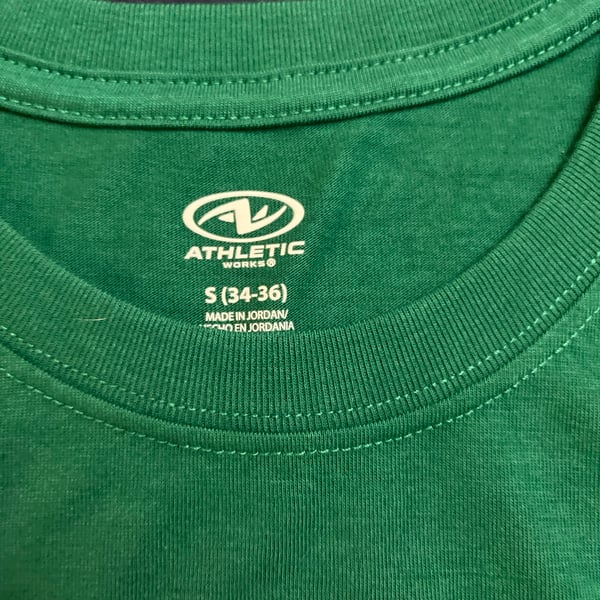 ATHLETIC
WORKS®
S (34-36)
MADE IN JORDAN/
HECHO EN JORDANIA